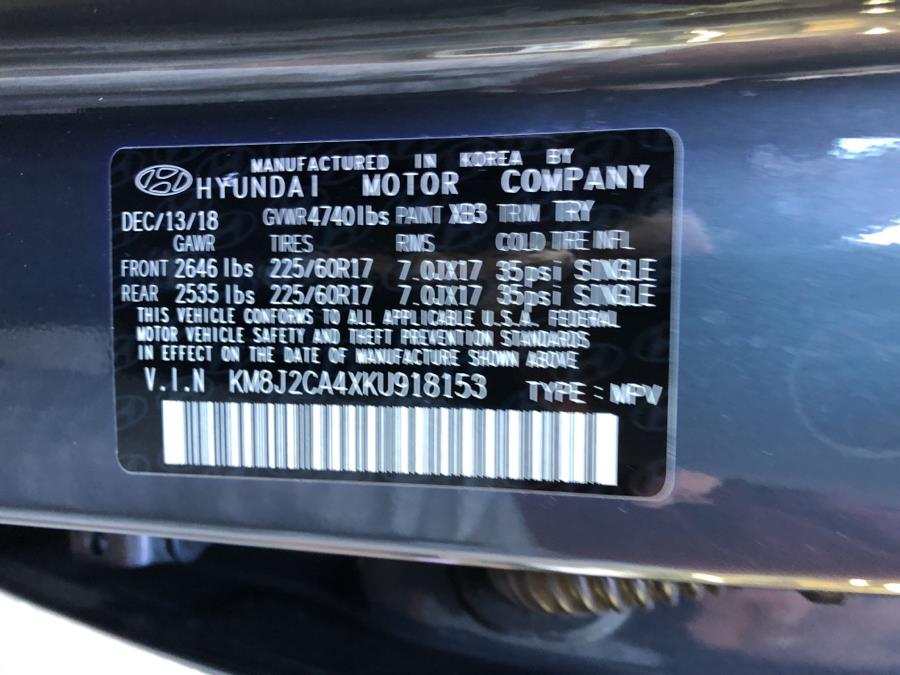 MANUFACTURED IN KOREA BY
HYUNDAI MOTOR COMPANY
DEC/13/18 GVWR 4740lbs PAINT XB3 TRIM TRY
GAWR TIRES RIMS COLD TIRE INFL
FRONT 2646 lbs 225/60R17 7.0JX17 35psi SINGLE
REAR 2535 lbs 225/60R17 7.0JX17 35psi SINGLE
THIS VEHICLE CONFORMS TO ALL APPLICABLE U.S.A. FEDERAL
MOTOR VEHICLE SAFETY AND THEFT PREVENTION STANDARDS
IN EFFECT ON THE DATE OF MANUFACTURE SHOWN ABOVE.
V.I.N KM8J2CA4XKU918153 TYPE : MPV